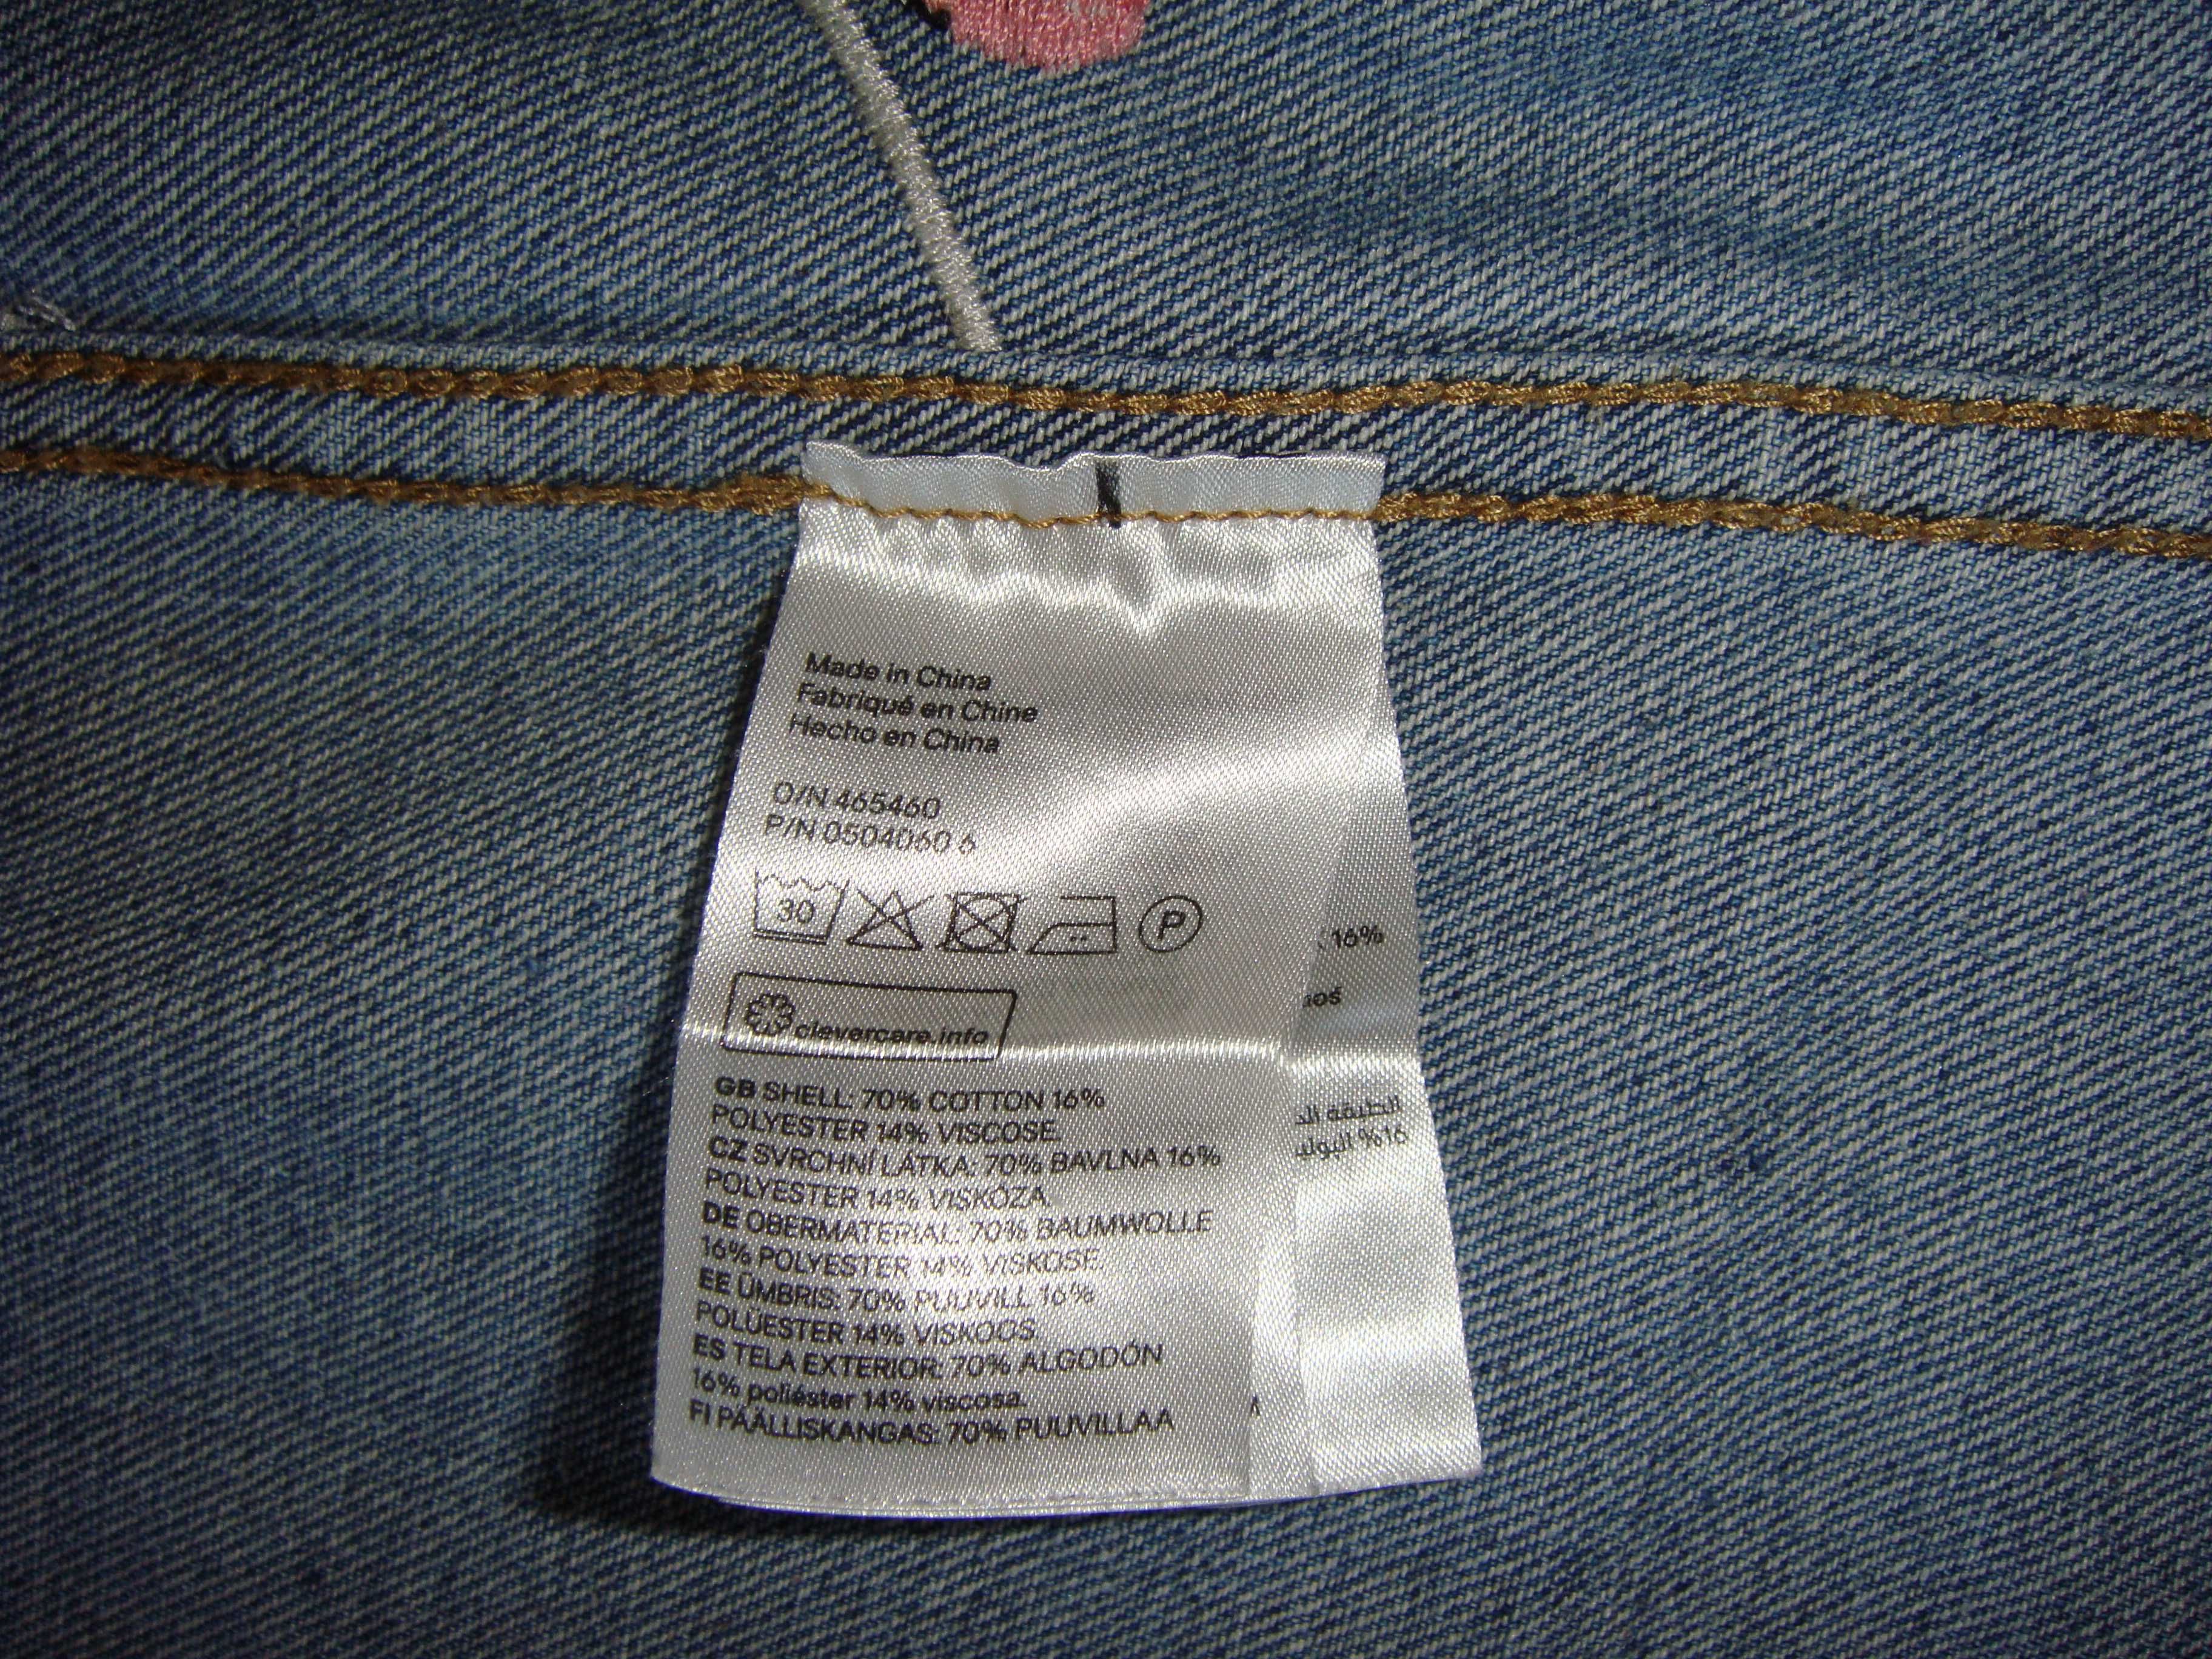 Made in China
Fabriqué en Chine
Hecho en China
O/N 465460
P/N 0504060 6
30
P
clevercare.info
GB SHELL: 70% COTTON 16%
POLYESTER 14% VISCOSE.
CZ SVRCHNÍ LÁTKA: 70% BAVLNA 16%
POLYESTER 14% VISKÓZA.
DE OBERMATERIAL: 70% BAUMWOLLE
16% POLYESTER 14% VISKOSE.
EE ÜMBRIS: 70% PUUVILL 16%
POLÜESTER 14% VISKOOS.
ES TELA EXTERIOR: 70% ALGODÓN
16% poliéster 14% viscosa.
FI PÄÄLLISKANGAS: 70% PUUVILLAA
16%
الطبقة
16%